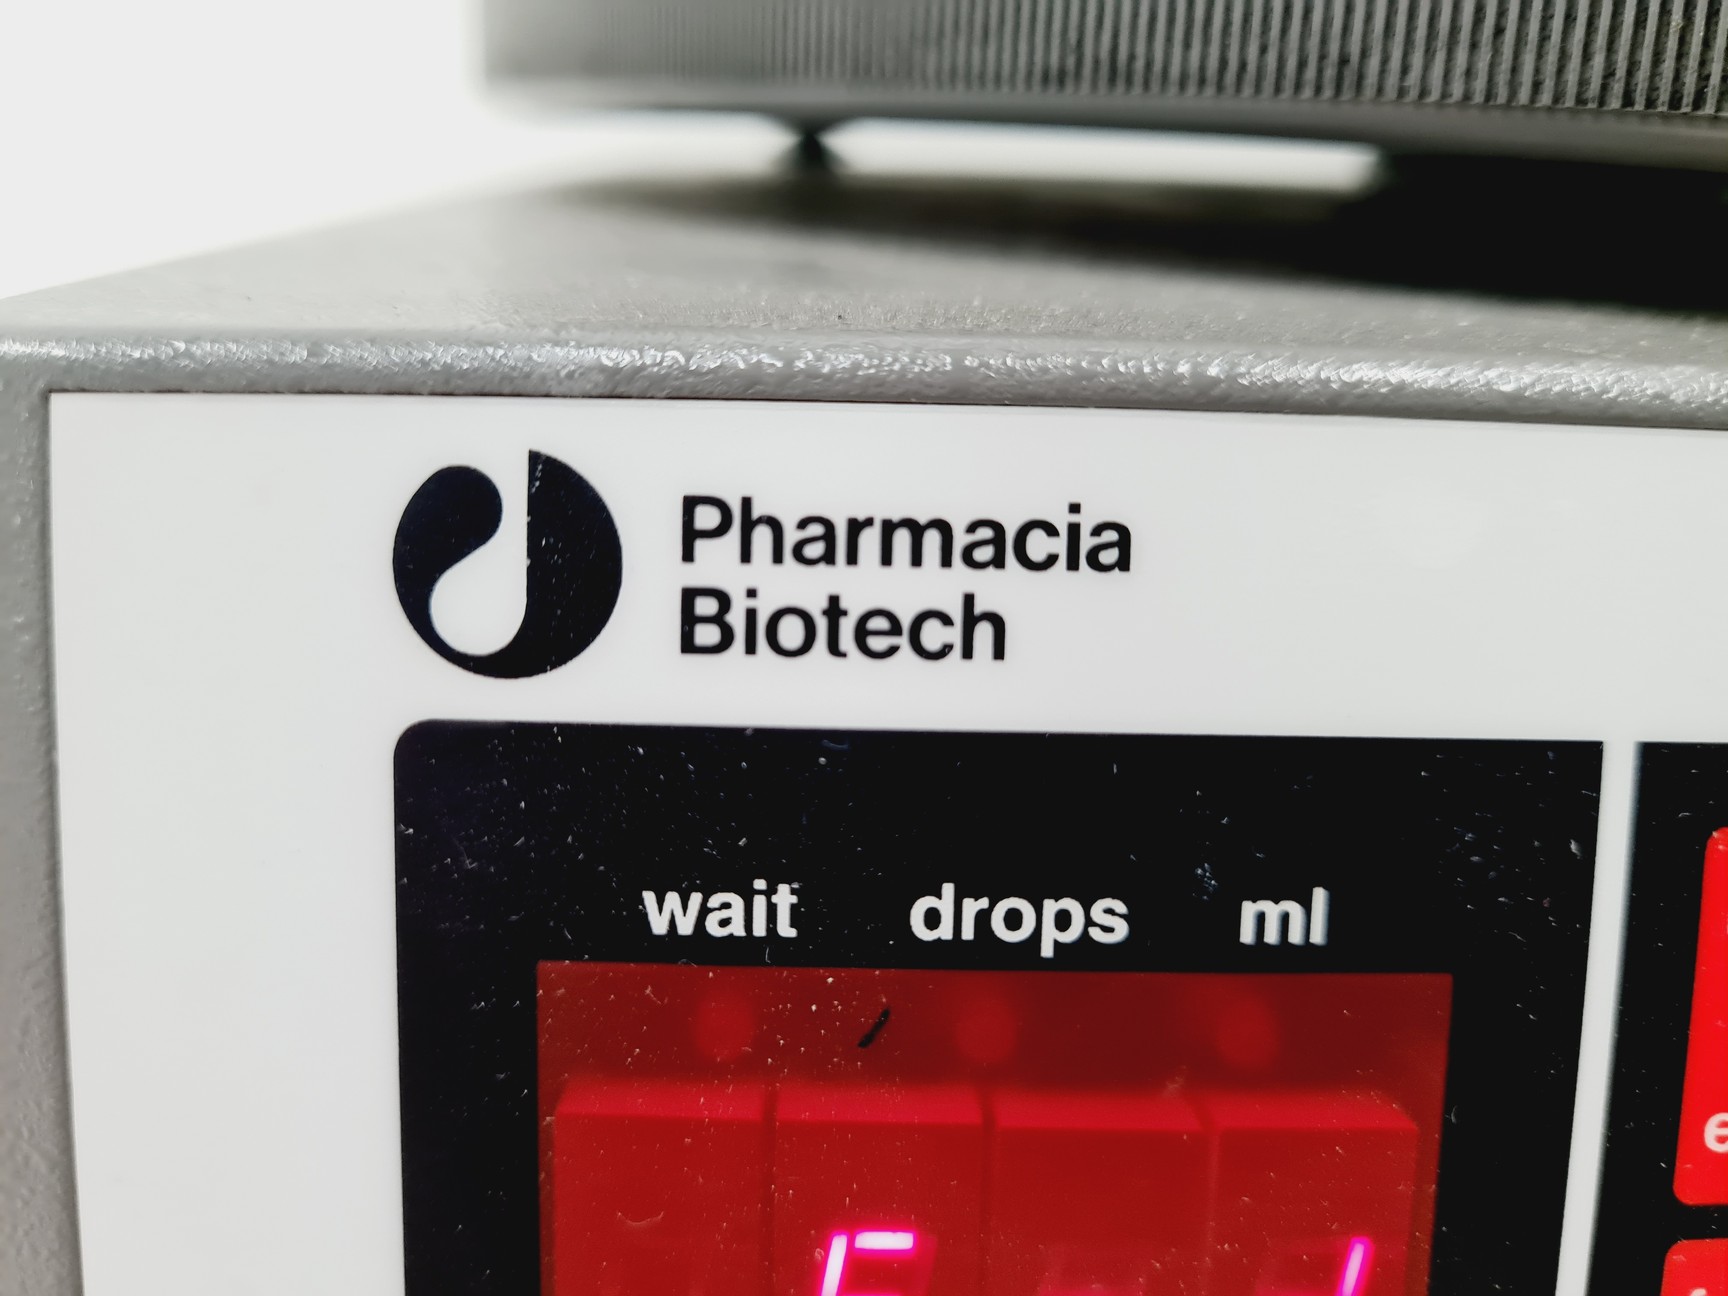 Pharmacia
Biotech
wait drops ml